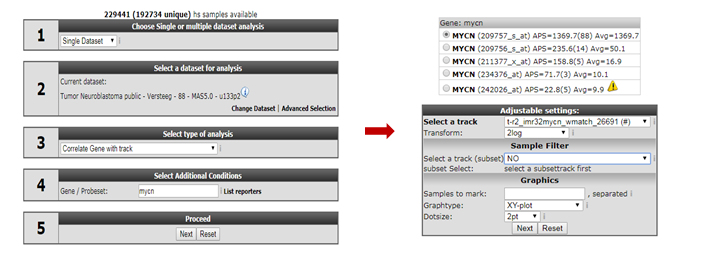 229441 (192734 unique) hs samples available
1
Choose Single or multiple dataset analysis
Single Dataset
2
Select a dataset for analysis
Current dataset:
Tumor Neuroblastoma public - Versteeg - 88 - MAS5.0 - u133p2
Change Dataset | Advanced Selection
3
Select type of analysis
Correlate Gene with track
4
Select Additional Conditions
Gene / Probeset: mycn List reporters
5
Proceed
Next Reset
Gene: mycn
MYCN (209757_s_at) APS=1369.7(88) Avg=1369.7
MYCN (209756_s_at) APS=235.6(14) Avg=50.1
MYCN (211377_x_at) APS=158.8(5) Avg=16.9
MYCN (234376_at) APS=71.7(3) Avg=10.1
MYCN (242026_at) APS=22.8(5) Avg=9.9
Adjustable settings:
Select a track t-r2_imr32mycn_wmatch_26691 (#)
Transform: 2log
Sample Filter
Select a track (subset) NO
subset Select: select a subsettrack first
Graphics
Samples to mark: , separated
Graphtype: XY-plot
Dotsize: 2pt
Next Reset